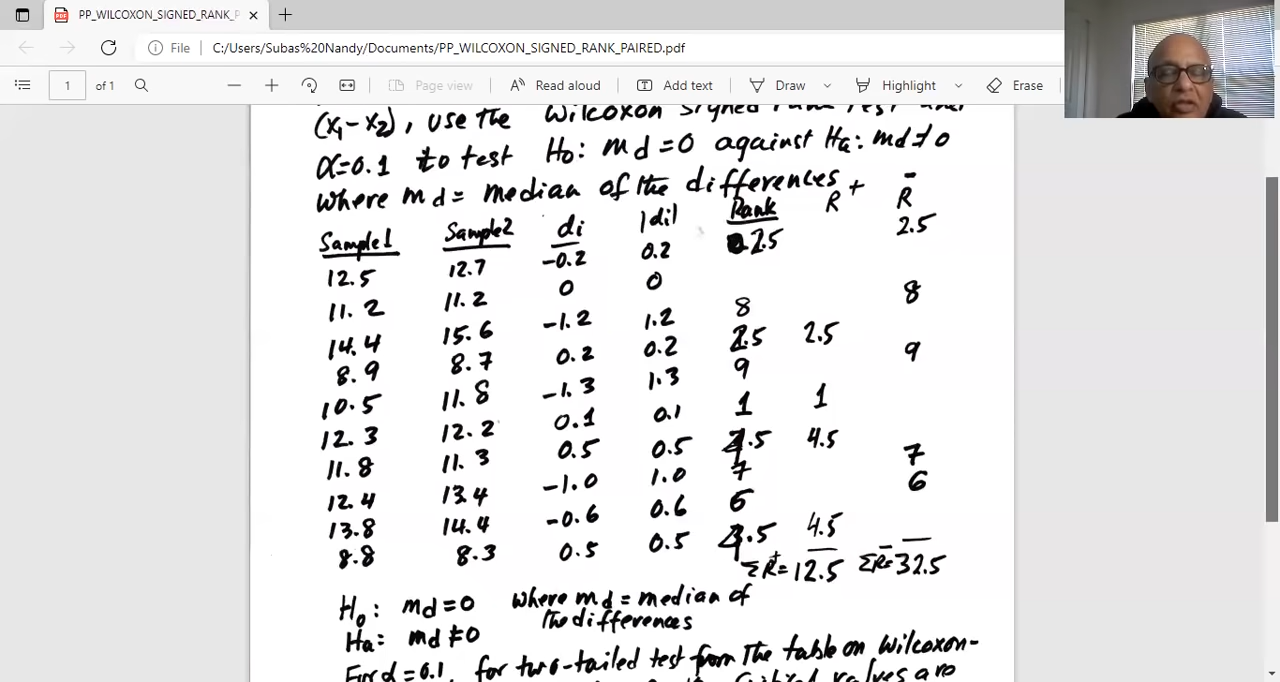 PP_WILCOXON_SIGNED_RANK_P
File C:/Users/Subas%20Nandy/Documents/PP_WILCOXON_SIGNED_RANK_PAIRED.pdf
1 of 1 Page view Read aloud Add text Draw Highlight Erase
(x1-x2), use the Wilcoxon signed rank test and
α=0.1 to test Ho: md=0 against Ha: md≠0
where md = median of the differences
Sample1 Sample2 di |di| Rank R+ R-
12.5 12.7 -0.2 0.2 2.5 2.5
11.2 11.2 0 0
14.4 15.6 -1.2 1.2 8 8
8.9 8.7 0.2 0.2 2.5 2.5
10.5 11.8 -1.3 1.3 9 9
12.3 12.2 0.1 0.1 1 1
11.8 11.3 0.5 0.5 4.5 4.5
12.4 13.4 -1.0 1.0 7 7
13.8 14.4 -0.6 0.6 6 6
8.8 8.3 0.5 0.5 4.5 4.5
ΣR+=12.5 ΣR-=32.5
Ho: md=0 where md = median of
the differences
Ha: md≠0
For α=0.1, for two-tailed test from the table on Wilcoxon-
critical values are